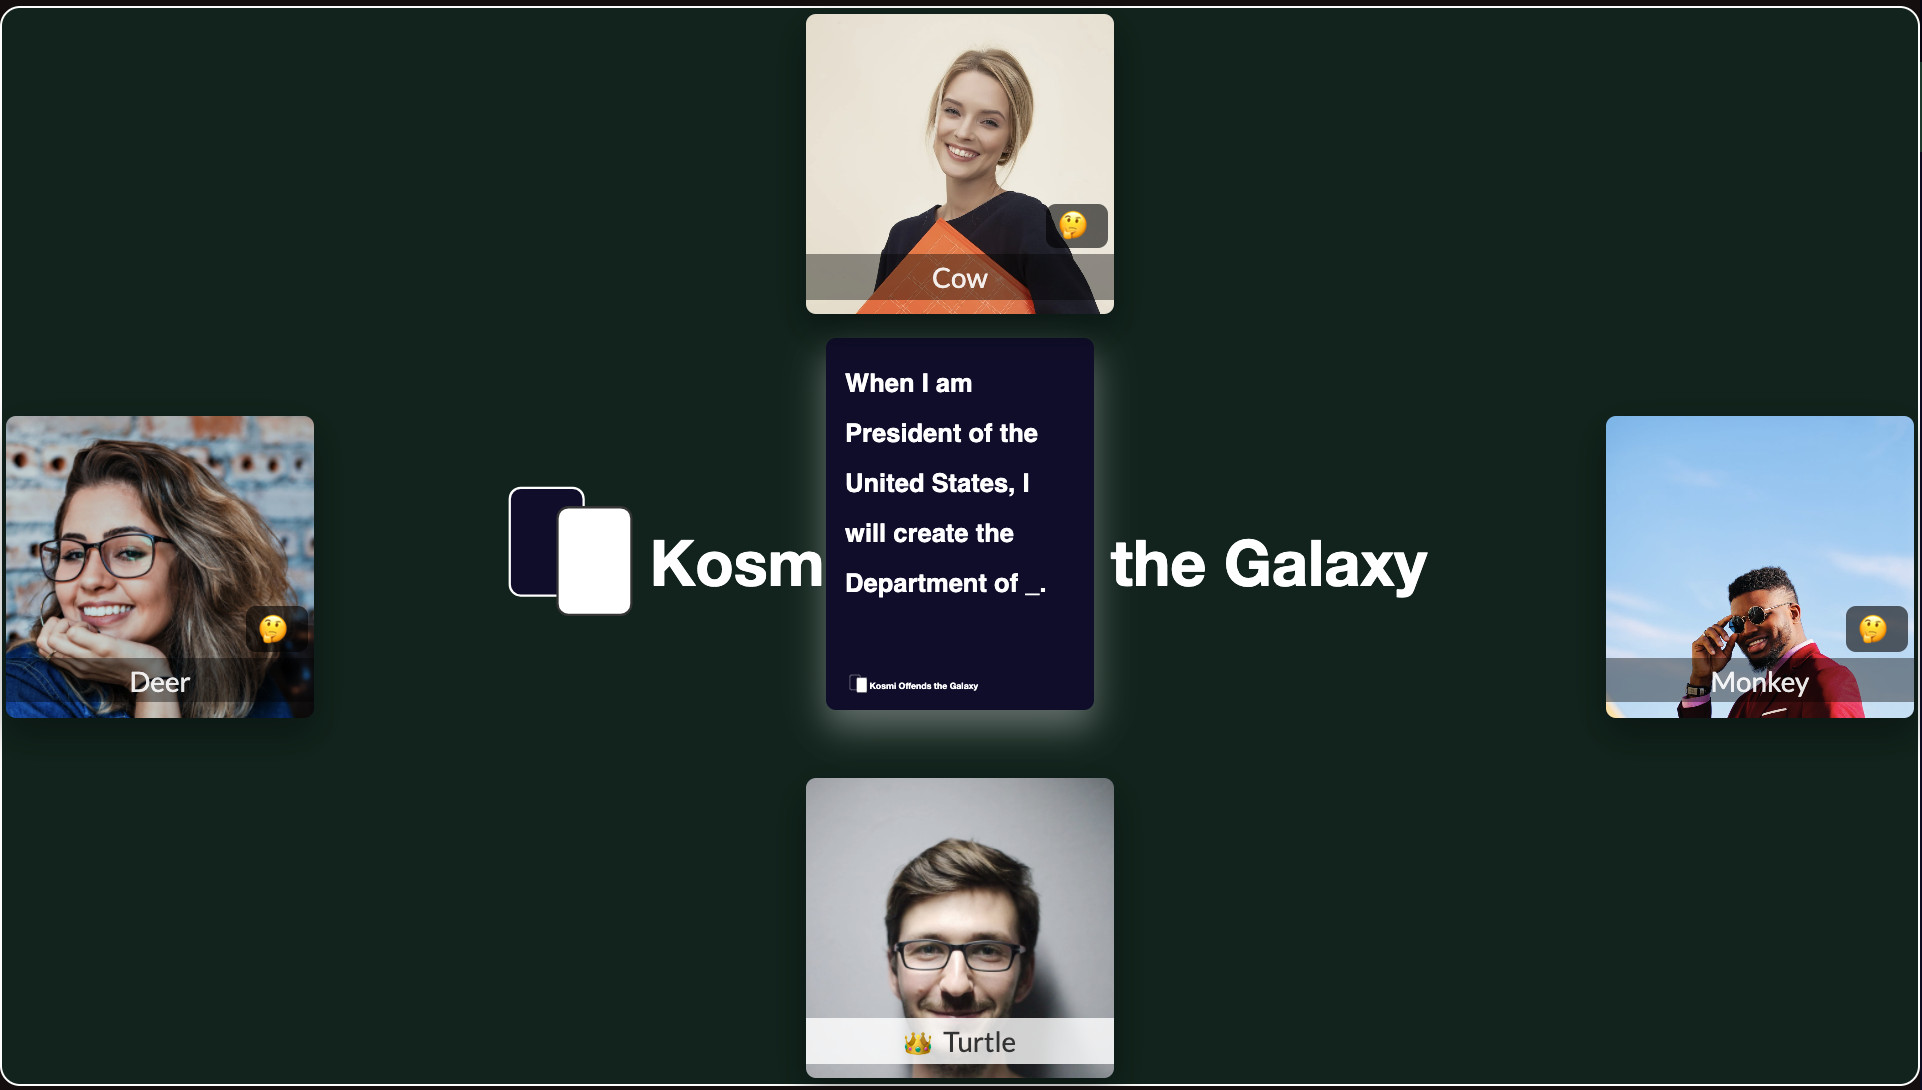 Cow
When I am
President of the
United States, I
will create the
Department of _.
Kosmi Offends the Galaxy
Deer
Kosm
the Galaxy
Monkey
Turtle